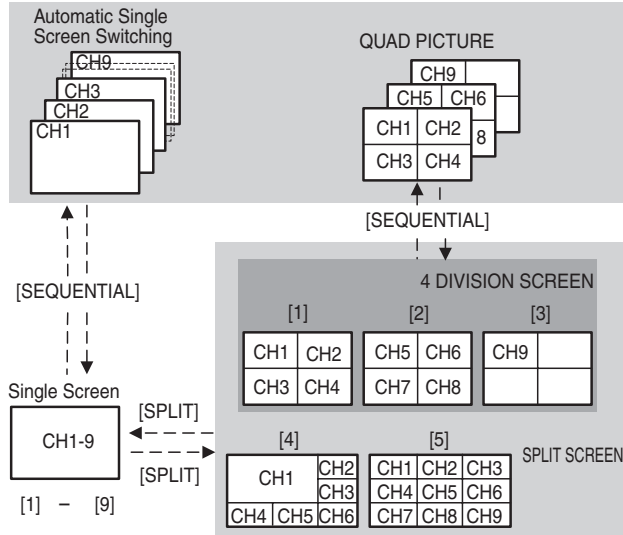 Automatic Single
Screen Switching
CH9
CH3
CH2
CH1
QUAD PICTURE
CH9
CH5 CH6
8
CH1 CH2
CH3 CH4
[SEQUENTIAL]
[SEQUENTIAL]
4 DIVISION SCREEN
[1] [2] [3]
CH1 CH2 CH5 CH6 CH9
CH3 CH4 CH7 CH8
Single Screen
CH1-9
[1] – [9]
[SPLIT]
[SPLIT]
[4] [5]
SPLIT SCREEN
CH1 CH2
CH3
CH4 CH5 CH6
CH1 CH2 CH3
CH4 CH5 CH6
CH7 CH8 CH9